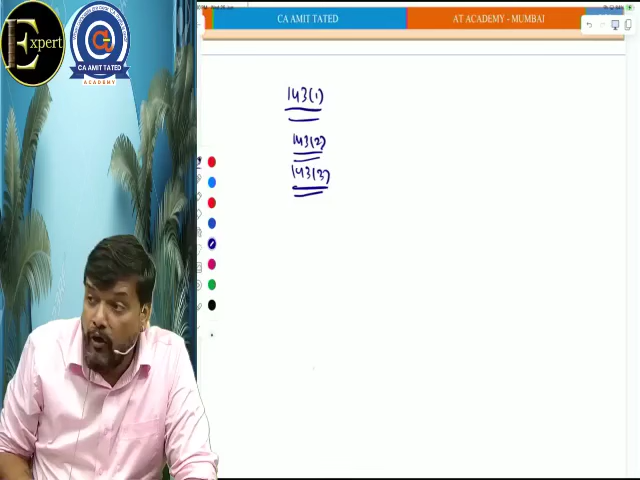 Expert
CA AMIT TATED
ACADEMY
CA AMIT TATED
AT ACADEMY - MUMBAI
143(1)
143(2)
143(3)